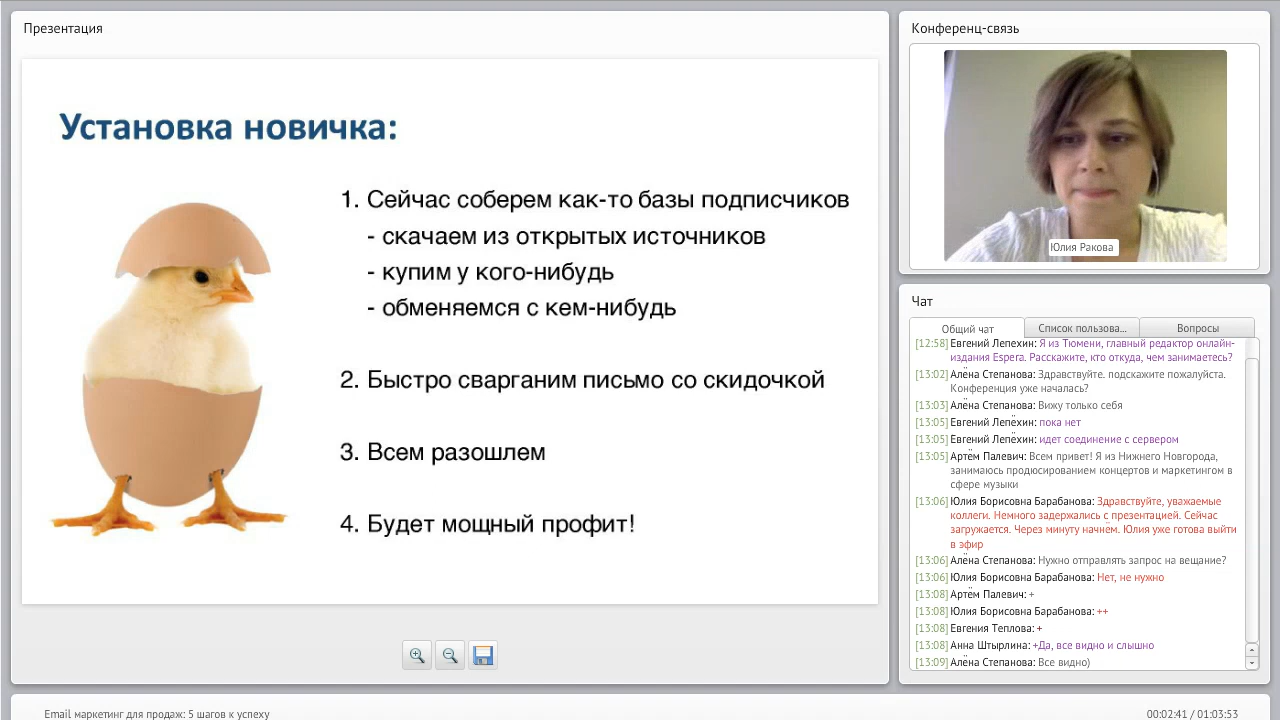 Презентация
Установка новичка:
1. Сейчас соберем как-то базы подписчиков
- скачаем из открытых источников
- купим у кого-нибудь
- обменяемся с кем-нибудь
2. Быстро сварганим письмо со скидочкой
3. Всем разошлем
4. Будет мощный профит!
Конференц-связь
Юлия Ракова
Чат
Общий чат
Список пользова...
Вопросы
[12:58] Евгений Лепехин: Я из Тюмени, главный редактор онлайн-
издания Espera. Расскажите, кто откуда, чем занимаетесь?
[13:02] Алёна Степанова: Здравствуйте. подскажите пожалуйста.
Конференция уже началась?
[13:03] Алёна Степанова: Вижу только себя
[13:05] Евгений Лепёхин: пока нет
[13:05] Евгений Лепёхин: идет соединение с сервером
[13:05] Артём Палевич: Всем привет! Я из Нижнего Новгорода,
занимаюсь продюсированием концертов и маркетингом в
сфере музыки
[13:06] Юлия Борисовна Барабанова: Здравствуйте, уважаемые
коллеги. Немного задержались с презентацией. Сейчас
загружается. Через минуту начнём. Юлия уже готова выйти
в эфир
[13:06] Алёна Степанова: Нужно отправлять запрос на вещание?
[13:06] Юлия Борисовна Барабанова: Нет, не нужно
[13:08] Артём Палевич: +
[13:08] Юлия Борисовна Барабанова: ++
[13:08] Евгения Теплова: +
[13:08] Анна Штырлина: +Да, все видно и слышно
[13:09] Алёна Степанова: Все видно)
Email маркетинг для продаж: 5 шагов к успеху
00:02:41 / 01:03:53